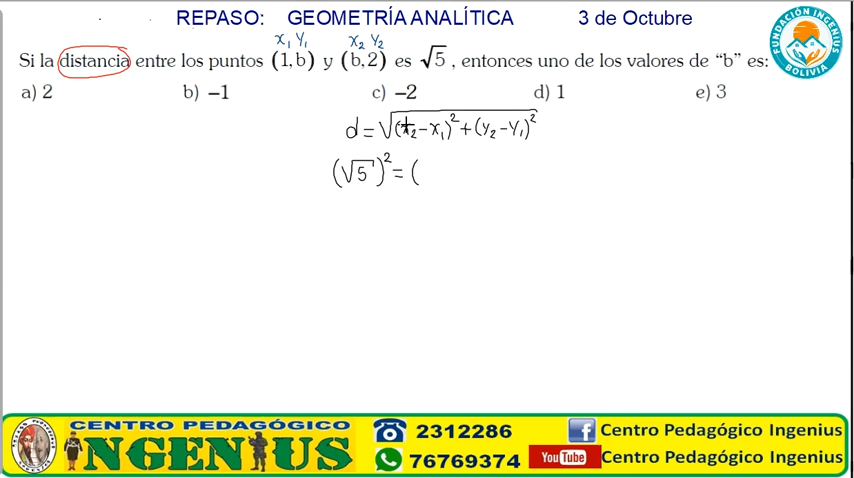 REPASO: GEOMETRÍA ANALÍTICA 3 de Octubre
x₁ y₁ x₂ y₂
Si la distancia entre los puntos (1,b) y (b,2) es √5 , entonces uno de los valores de “b” es:
a) 2 b) −1 c) −2 d) 1 e) 3
d = √(x₂ − x₁)² + (y₂ − y₁)²
(√5)² = (
FUNDACIÓN INGENIUS
BOLIVIA
CENTRO PEDAGÓGICO
INGENIUS
2312286
76769374
Centro Pedagógico Ingenius
YouTube Centro Pedagógico Ingenius